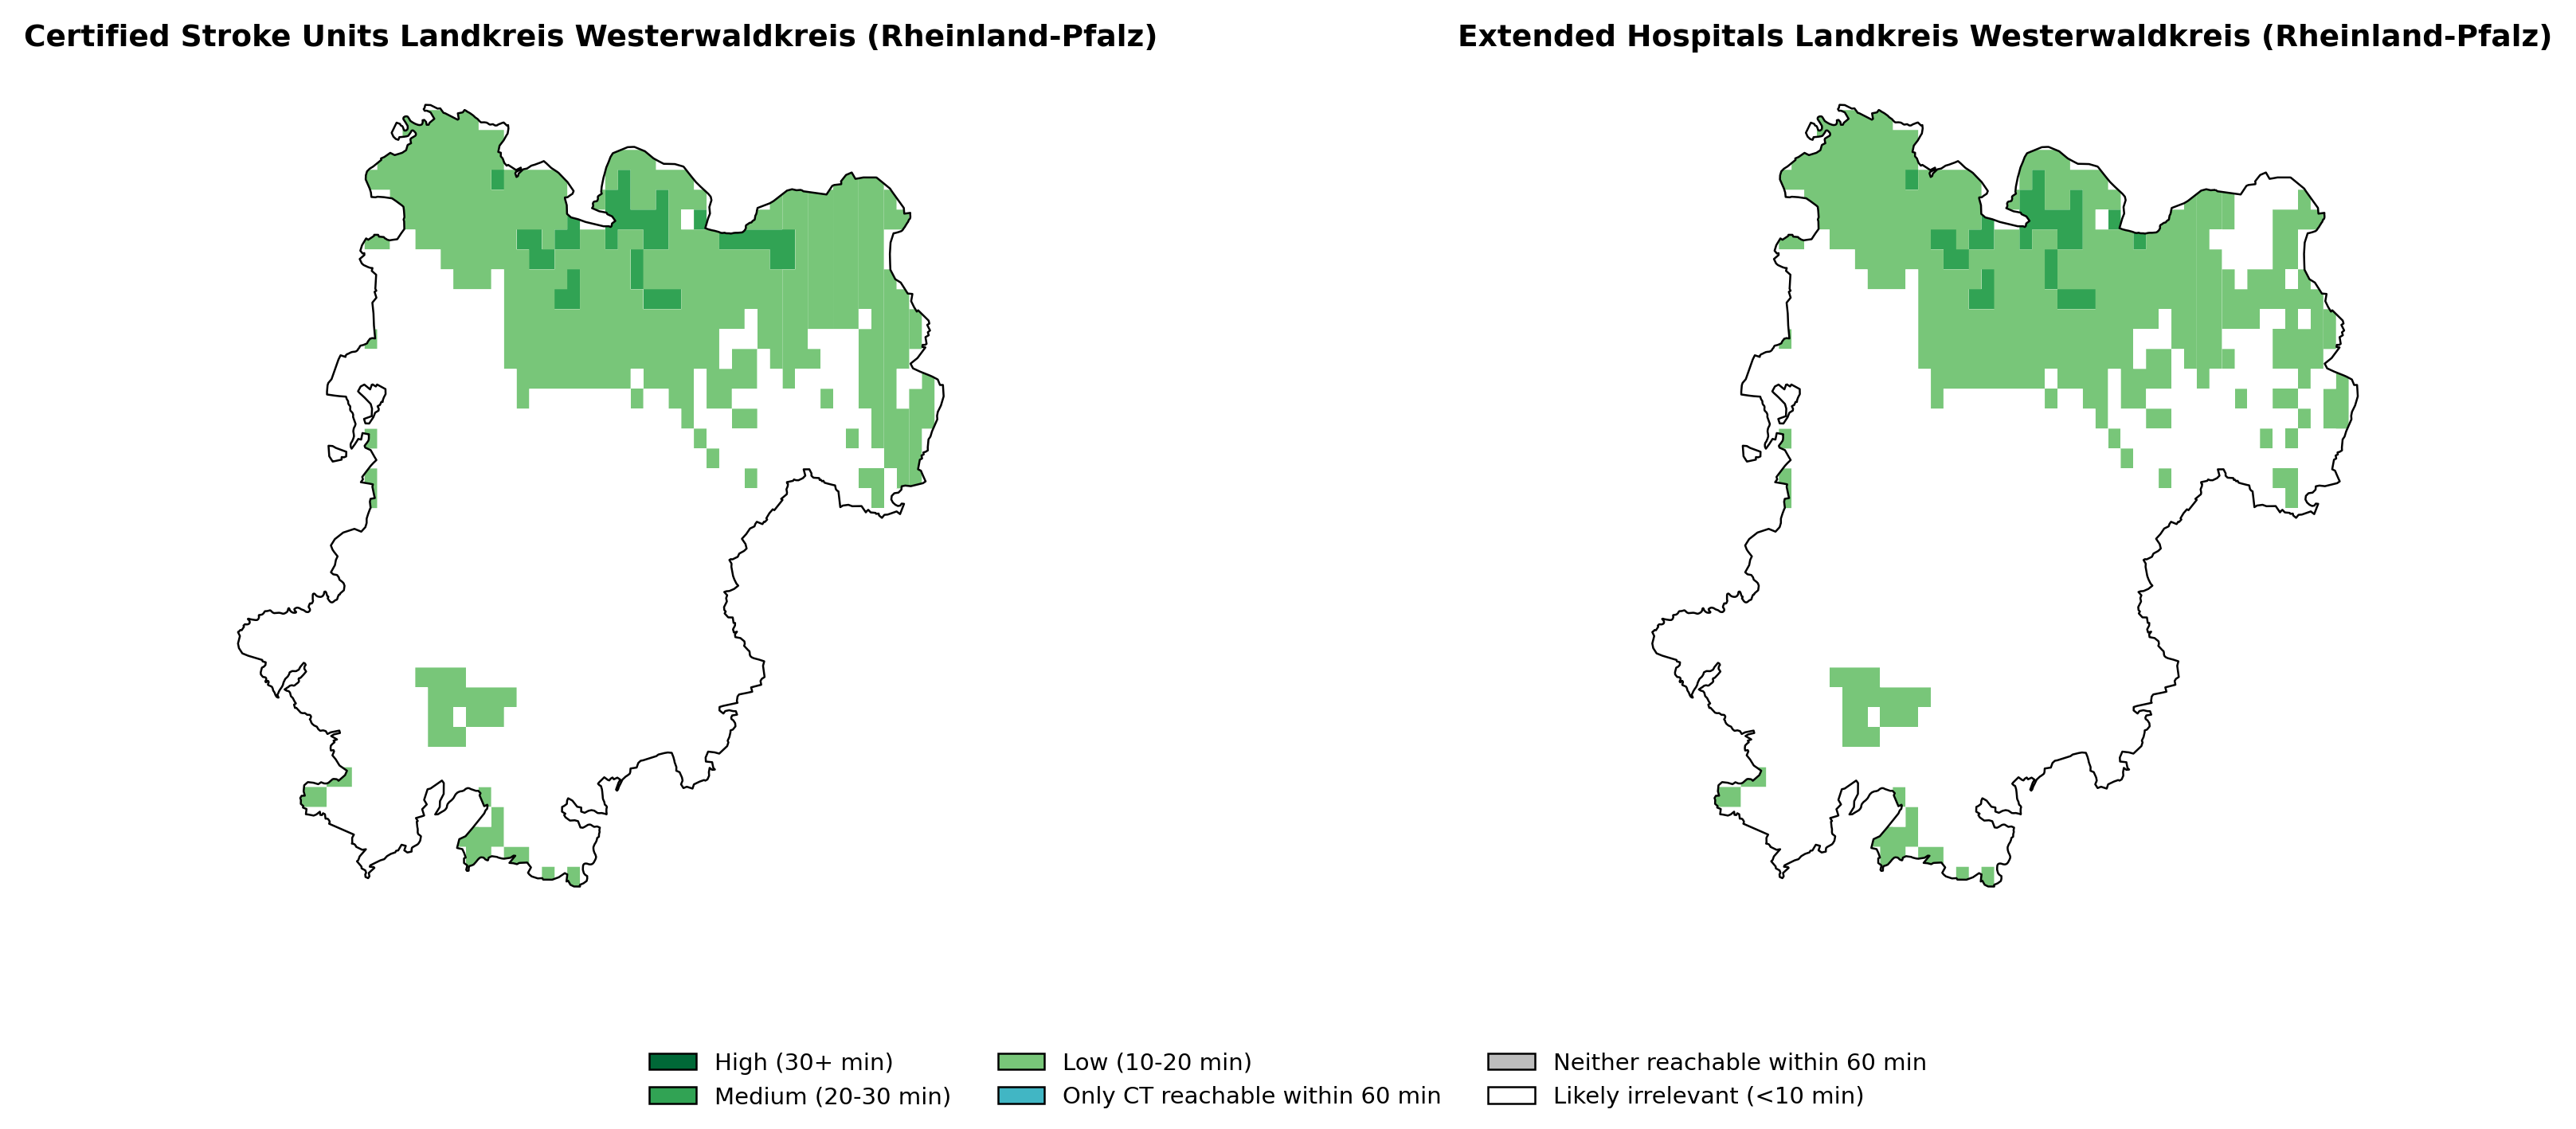 Certified Stroke Units Landkreis Westerwaldkreis (Rheinland-Pfalz)
Extended Hospitals Landkreis Westerwaldkreis (Rheinland-Pfalz)
High (30+ min)
Medium (20-30 min)
Low (10-20 min)
Only CT reachable within 60 min
Neither reachable within 60 min
Likely irrelevant (<10 min)